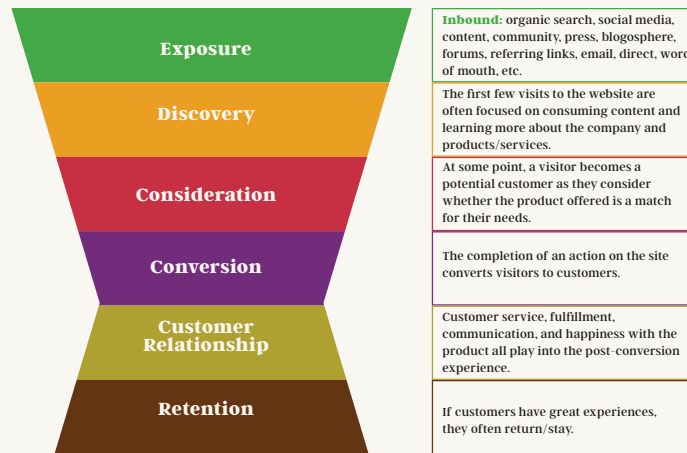 Exposure
Inbound: organic search, social media,
content, community, press, blogosphere,
forums, referring links, email, direct, word
of mouth, etc.
Discovery
The first few visits to the website are
often focused on consuming content and
learning more about the company and
products/services.
Consideration
At some point, a visitor becomes a
potential customer as they consider
whether the product offered is a match
for their needs.
Conversion
The completion of an action on the site
converts visitors to customers.
Customer
Relationship
Customer service, fulfillment,
communication, and happiness with the
product all play into the post-conversion
experience.
Retention
If customers have great experiences,
they often return/stay.